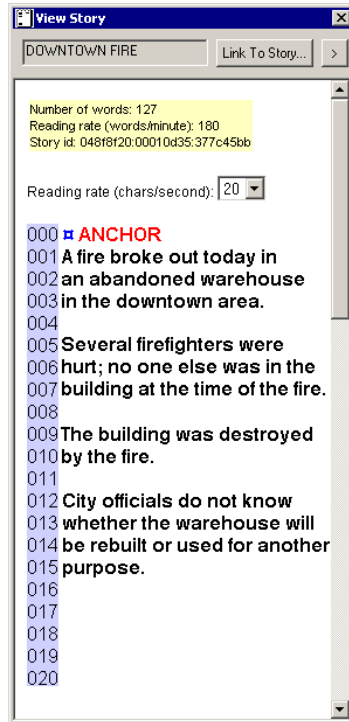 View Story
DOWNTOWN FIRE
Link To Story...
>
Number of words: 127
Reading rate (words/minute): 180
Story id: 048f8f20:00010d35:377c45bb
Reading rate (chars/second): 20
000 ¤ ANCHOR
001 A fire broke out today in
002 an abandoned warehouse
003 in the downtown area.
004
005 Several firefighters were
006 hurt; no one else was in the
007 building at the time of the fire.
008
009 The building was destroyed
010 by the fire.
011
012 City officials do not know
013 whether the warehouse will
014 be rebuilt or used for another
015 purpose.
016
017
018
019
020